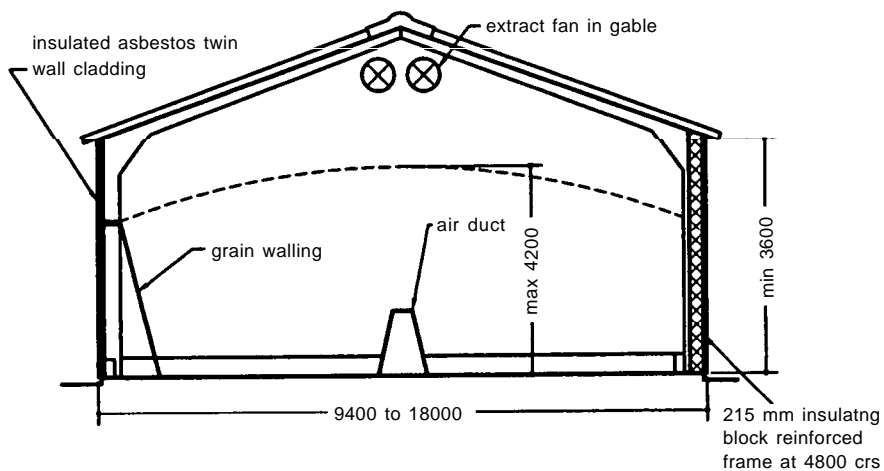 extract fan in gable
insulated asbestos twin
wall cladding
air duct
grain walling
max 4200
min 3600
9400 to 18000
215 mm insulatng
block reinforced
frame at 4800 crs